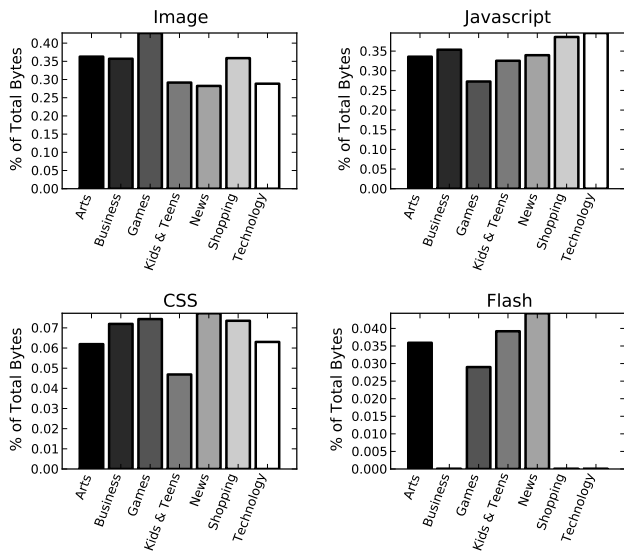 Image
% of Total Bytes
0.40
0.35
0.30
0.25
0.20
0.15
0.10
0.05
0.00
Arts
Business
Games
Kids & Teens
News
Shopping
Technology
Javascript
% of Total Bytes
0.35
0.30
0.25
0.20
0.15
0.10
0.05
0.00
Arts
Business
Games
Kids & Teens
News
Shopping
Technology
CSS
% of Total Bytes
0.07
0.06
0.05
0.04
0.03
0.02
0.01
0.00
Arts
Business
Games
Kids & Teens
News
Shopping
Technology
Flash
% of Total Bytes
0.040
0.035
0.030
0.025
0.020
0.015
0.010
0.005
0.000
Arts
Business
Games
Kids & Teens
News
Shopping
Technology